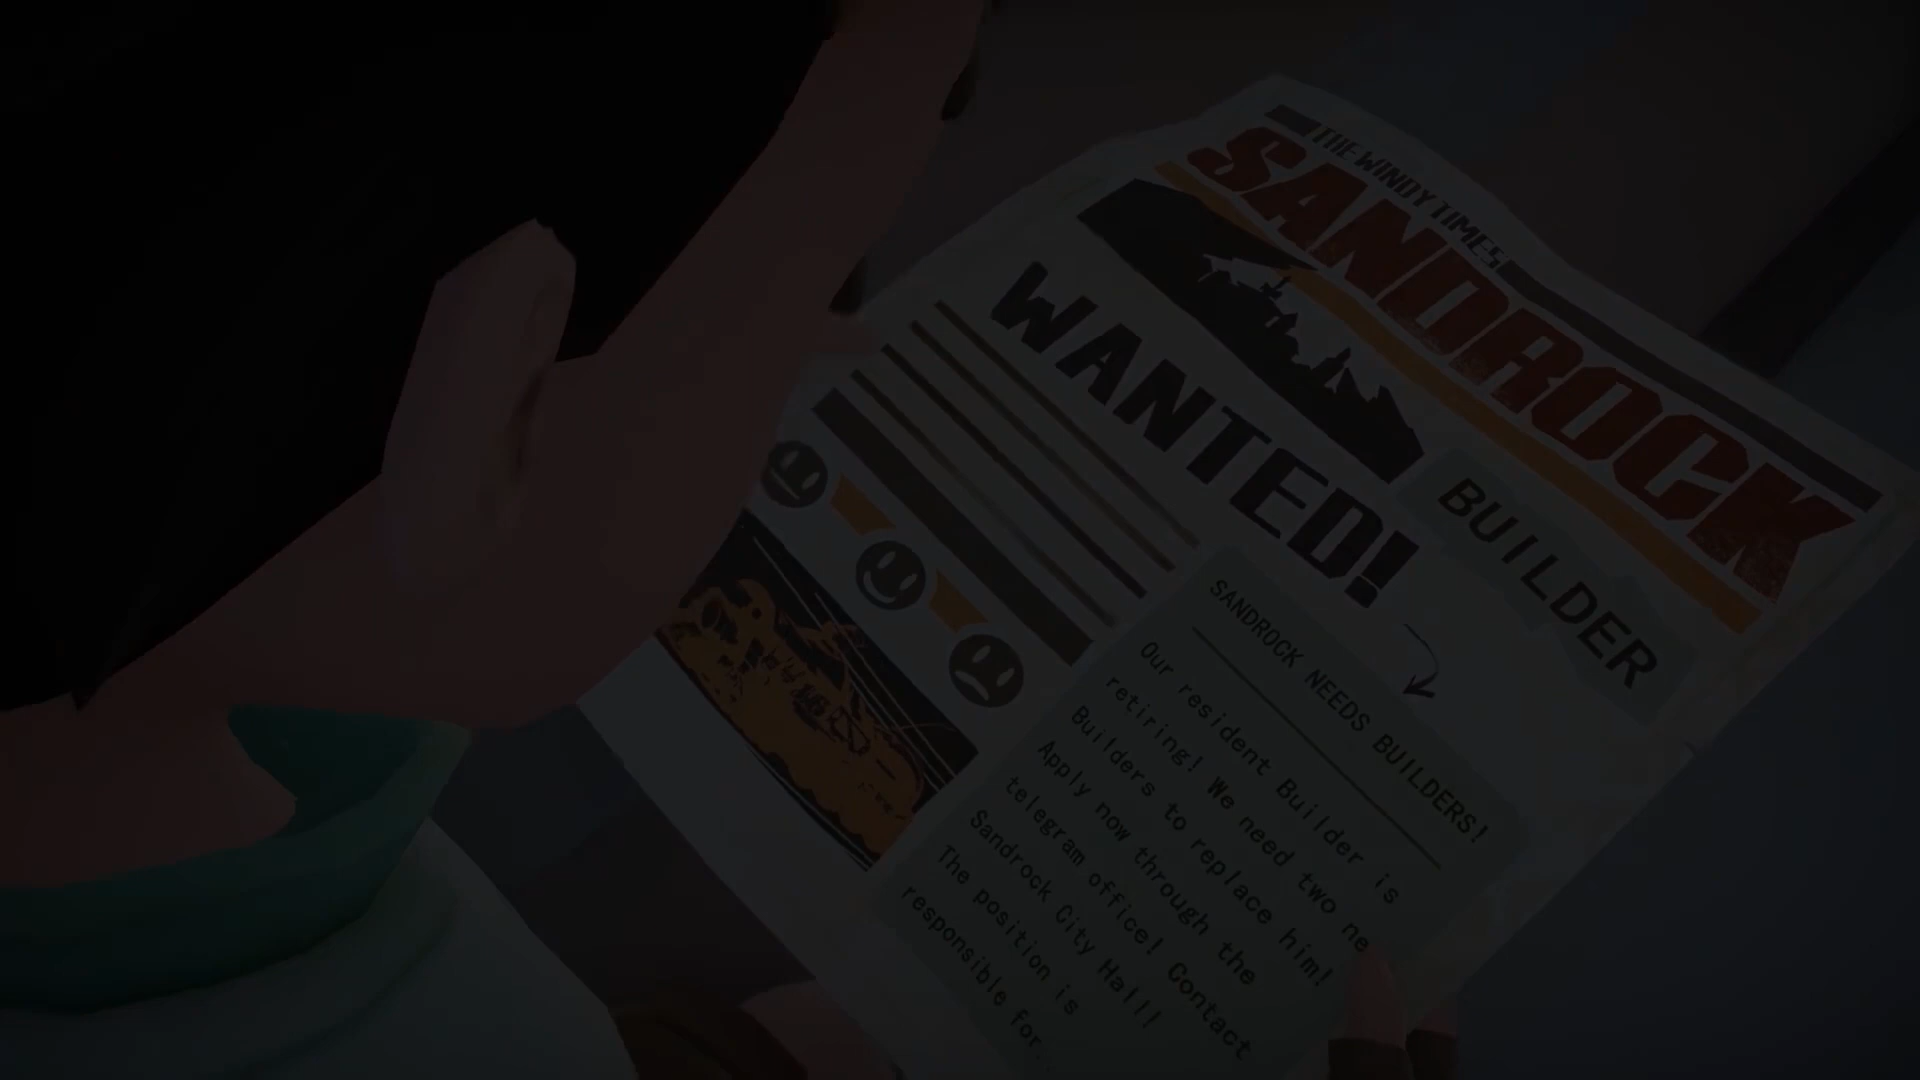 THE WINDY TIMES
SANDROCK
WANTED!
BUILDER
SANDROCK NEEDS BUILDERS!
Our resident Builder is
retiring! We need two ne
Builders to replace him!
Apply now through the
telegram office! Contact
Sandrock City Hall!
The position is
responsible for